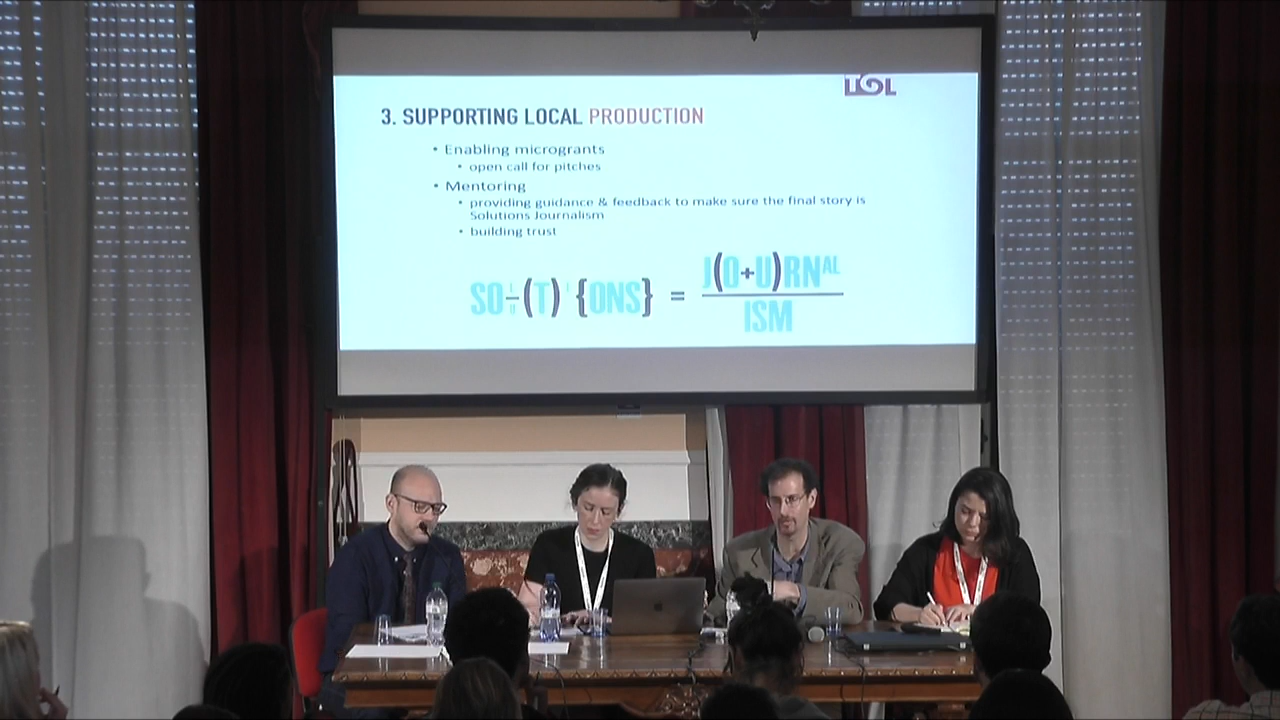 TOL
3. SUPPORTING LOCAL PRODUCTION
• Enabling microgrants
• open call for pitches
• Mentoring
• providing guidance & feedback to make sure the final story is
Solutions Journalism
• building trust
J(O+U)RNAL
SO (T) {ONS} =
ISM